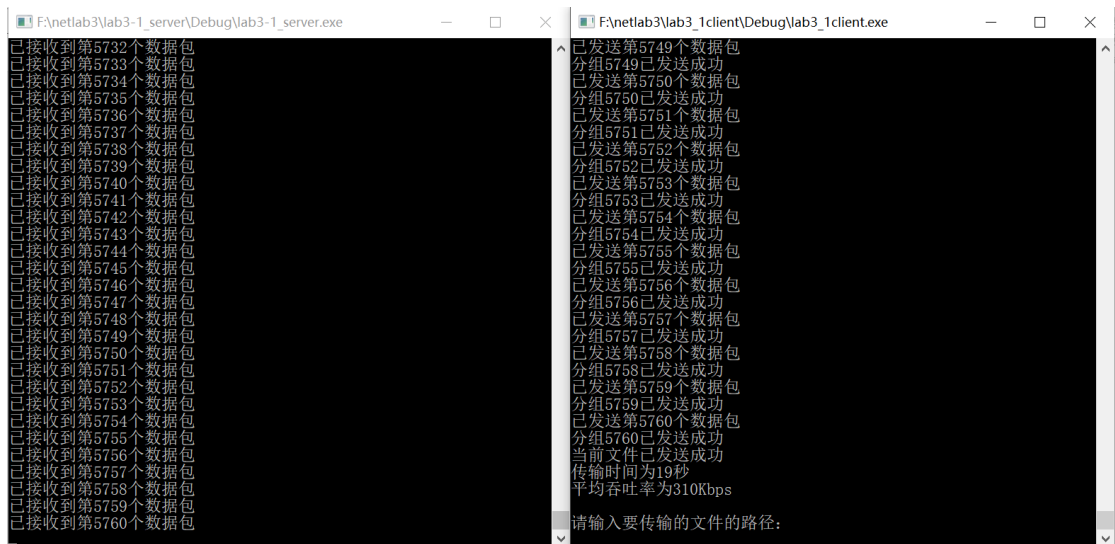 F:\netlab3\lab3-1_server\Debug\lab3-1_server.exe
已接收到第5732个数据包
已接收到第5733个数据包
已接收到第5734个数据包
已接收到第5735个数据包
已接收到第5736个数据包
已接收到第5737个数据包
已接收到第5738个数据包
已接收到第5739个数据包
已接收到第5740个数据包
已接收到第5741个数据包
已接收到第5742个数据包
已接收到第5743个数据包
已接收到第5744个数据包
已接收到第5745个数据包
已接收到第5746个数据包
已接收到第5747个数据包
已接收到第5748个数据包
已接收到第5749个数据包
已接收到第5750个数据包
已接收到第5751个数据包
已接收到第5752个数据包
已接收到第5753个数据包
已接收到第5754个数据包
已接收到第5755个数据包
已接收到第5756个数据包
已接收到第5757个数据包
已接收到第5758个数据包
已接收到第5759个数据包
已接收到第5760个数据包
F:\netlab3\lab3_1client\Debug\lab3_1client.exe
已发送第5749个数据包
分组5749已发送成功
已发送第5750个数据包
分组5750已发送成功
已发送第5751个数据包
分组5751已发送成功
已发送第5752个数据包
分组5752已发送成功
已发送第5753个数据包
分组5753已发送成功
已发送第5754个数据包
分组5754已发送成功
已发送第5755个数据包
分组5755已发送成功
已发送第5756个数据包
分组5756已发送成功
已发送第5757个数据包
分组5757已发送成功
已发送第5758个数据包
分组5758已发送成功
已发送第5759个数据包
分组5759已发送成功
已发送第5760个数据包
分组5760已发送成功
当前文件已发送成功
传输时间为19秒
平均吞吐率为310Kbps
请输入要传输的文件的路径: